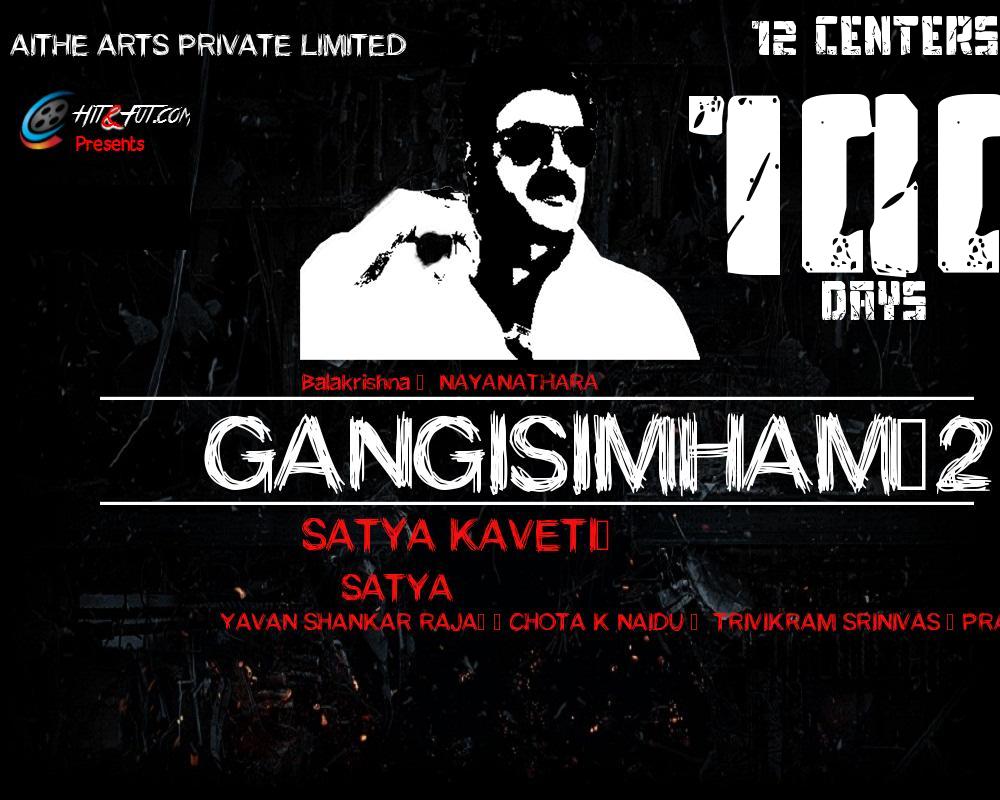 AITHE ARTS PRIVATE LIMITED
12 CENTERS
100
DAYS
HIT&FUT.COM
Presents
Balakrishna NAYANATHARA
GANGISIMHAM 2
SATYA KAVETI
SATYA
YAVAN SHANKAR RAJA CHOTA K NAIDU TRIVIKRAM SRINIVAS PRA